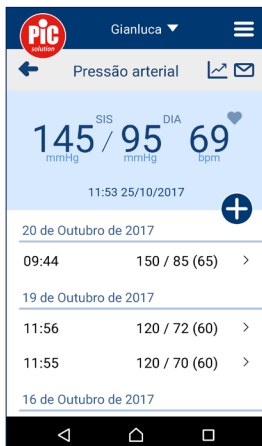 Pic
solution
Gianluca
Pressão arterial
SIS DIA
145 / 95 69
mmHg mmHg bpm
11:53 25/10/2017
20 de Outubro de 2017
09:44 150 / 85 (65)
19 de Outubro de 2017
11:56 120 / 72 (60)
11:55 120 / 70 (60)
16 de Outubro de 2017